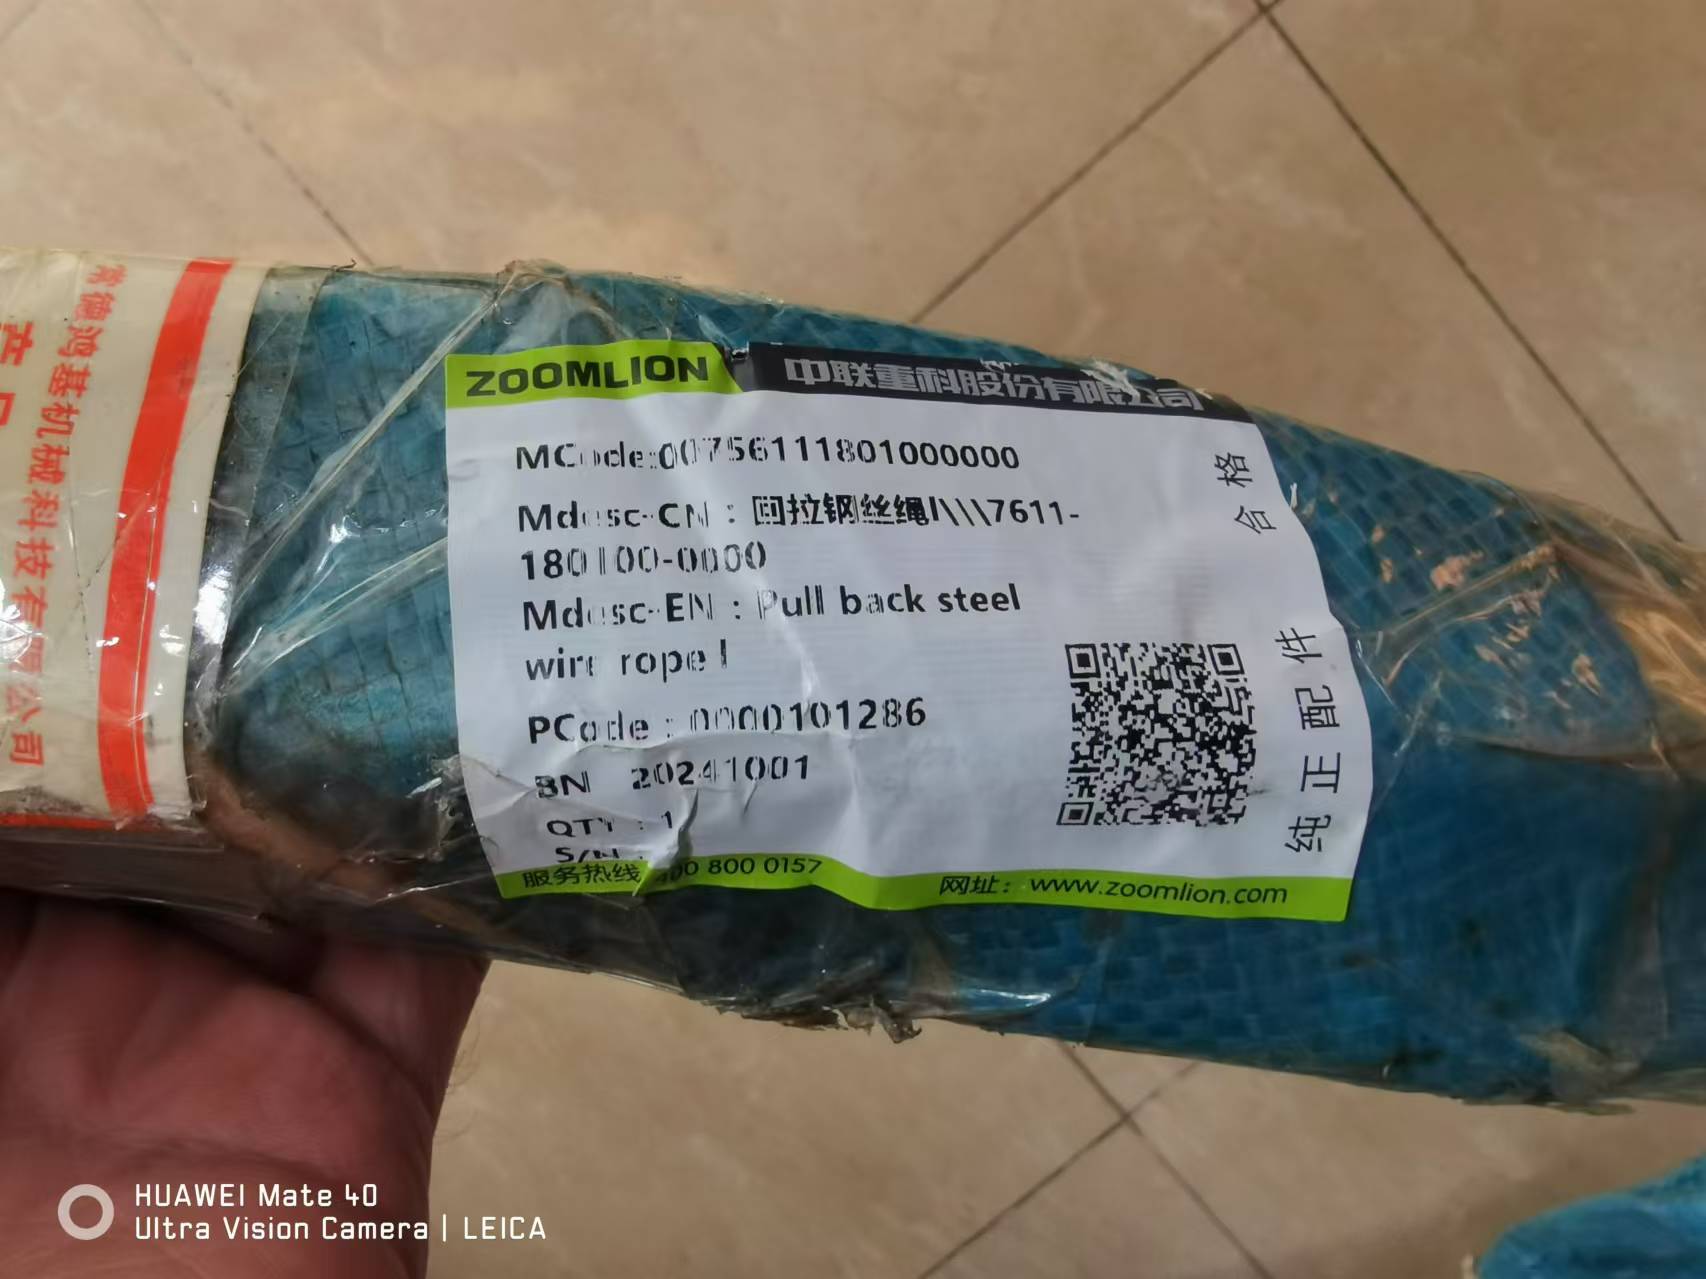 ZOOMLION 中联重科股份有限公司
MCode:00756111801000000
Mdesc-CN : 回拉钢丝绳I\\\7611-
180100-0000
Mdesc-EN : Pull back steel
wire rope I
PCode : 0000101286
BN 20241001
QTY : 1
S/N :
服务热线 400 800 0157 网址: www.zoomlion.com
合格
纯正配件
常德鸿基机械科技有限公司
HUAWEI Mate 40
Ultra Vision Camera | LEICA